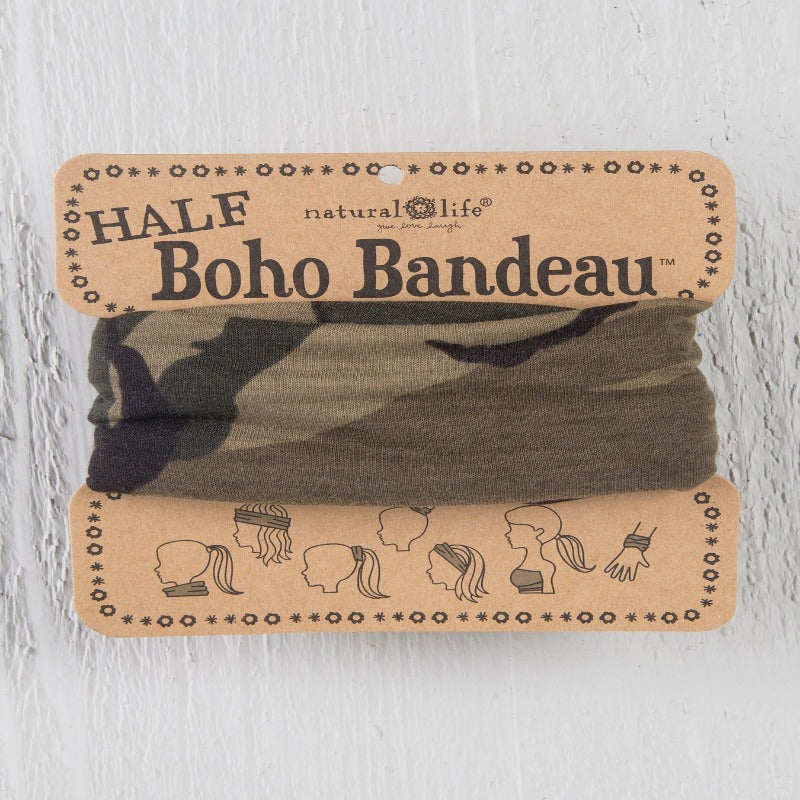 HALF
natural life®
give. love. laugh.
Boho Bandeau™